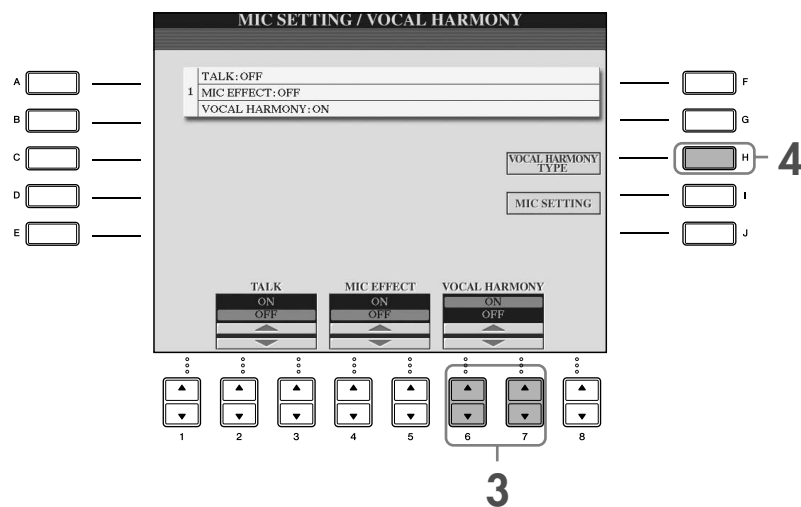 MIC SETTING / VOCAL HARMONY
TALK:OFF
1 MIC EFFECT:OFF
VOCAL HARMONY:ON
A
B
C
D
E
F
G
H
I
J
4
VOCAL HARMONY
TYPE
MIC SETTING
TALK MIC EFFECT VOCAL HARMONY
ON ON ON
OFF OFF OFF
1 2 3 4 5 6 7 8
3